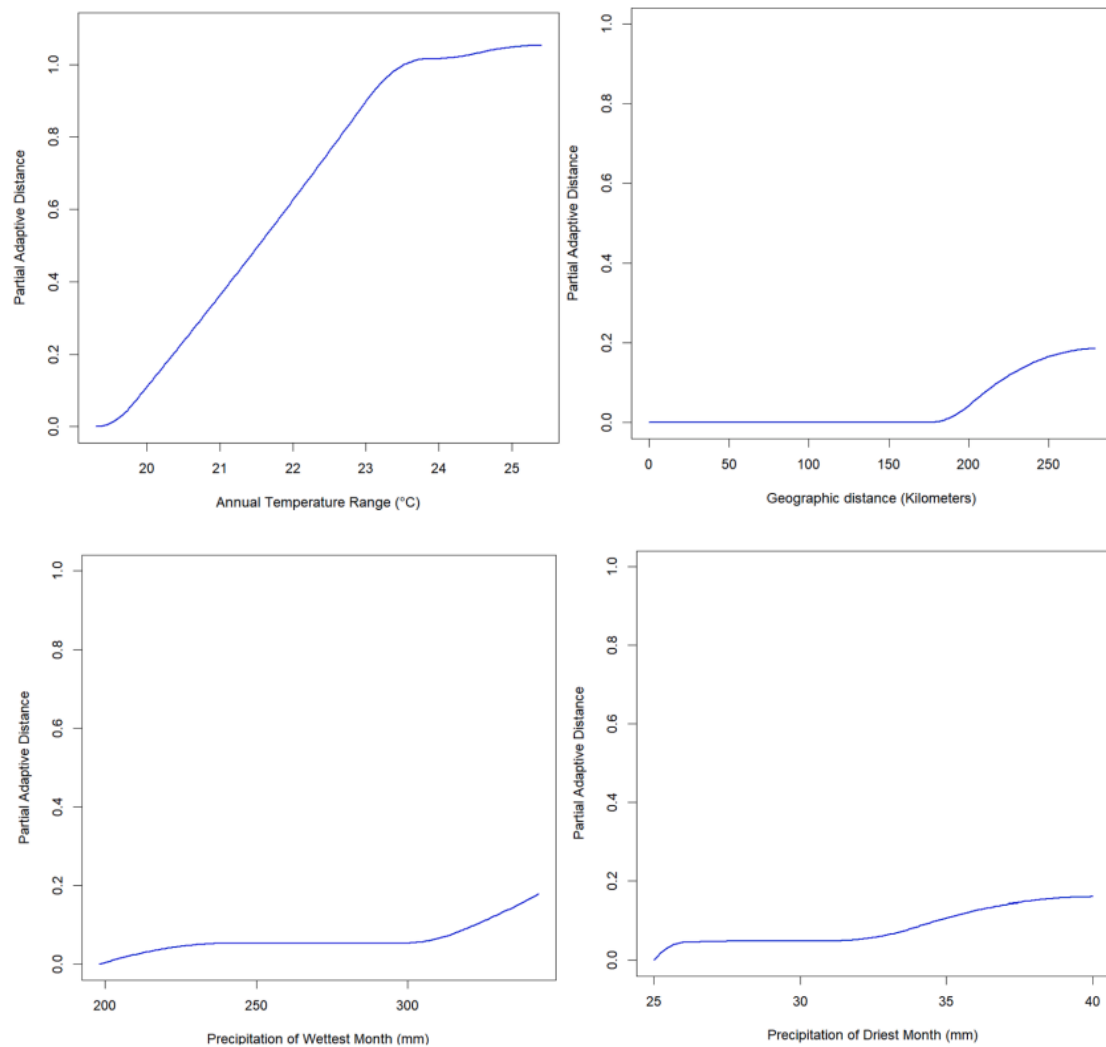 Partial Adaptive Distance
1.0
0.8
0.6
0.4
0.2
0.0
20 21 22 23 24 25
Annual Temperature Range (°C)
Partial Adaptive Distance
1.0
0.8
0.6
0.4
0.2
0.0
0 50 100 150 200 250
Geographic distance (Kilometers)
Partial Adaptive Distance
1.0
0.8
0.6
0.4
0.2
0.0
200 250 300
Precipitation of Wettest Month (mm)
Partial Adaptive Distance
1.0
0.8
0.6
0.4
0.2
0.0
25 30 35 40
Precipitation of Driest Month (mm)